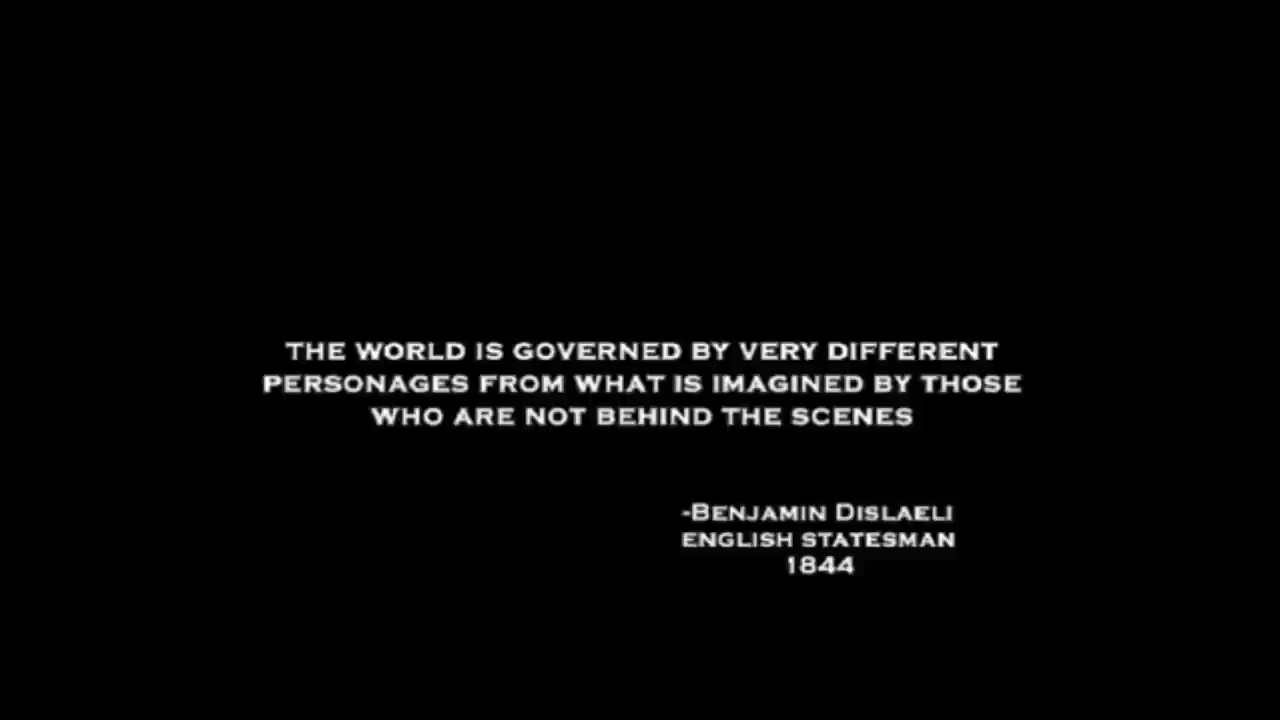 THE WORLD IS GOVERNED BY VERY DIFFERENT
PERSONAGES FROM WHAT IS IMAGINED BY THOSE
WHO ARE NOT BEHIND THE SCENES
-BENJAMIN DISLAELI
ENGLISH STATESMAN
1844